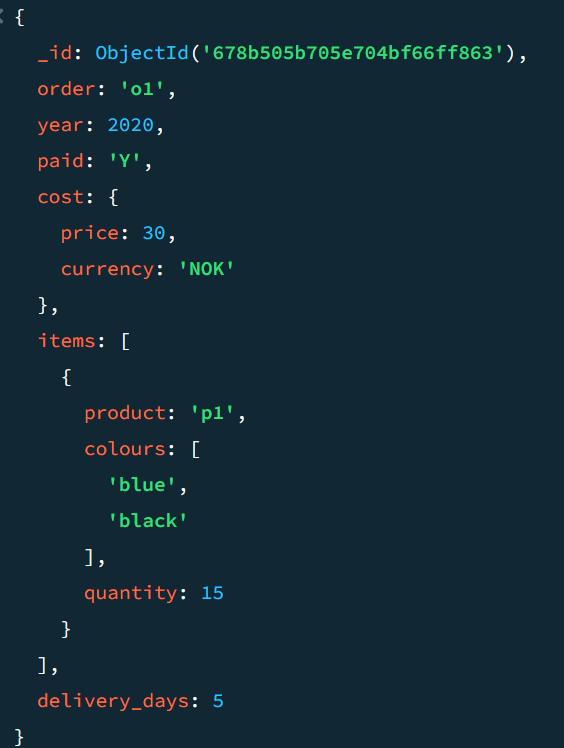 {
  _id: ObjectId('678b505b705e704bf66ff863'),
  order: 'o1',
  year: 2020,
  paid: 'Y',
  cost: {
    price: 30,
    currency: 'NOK'
  },
  items: [
    {
      product: 'p1',
      colours: [
        'blue',
        'black'
      ],
      quantity: 15
    }
  ],
  delivery_days: 5
}